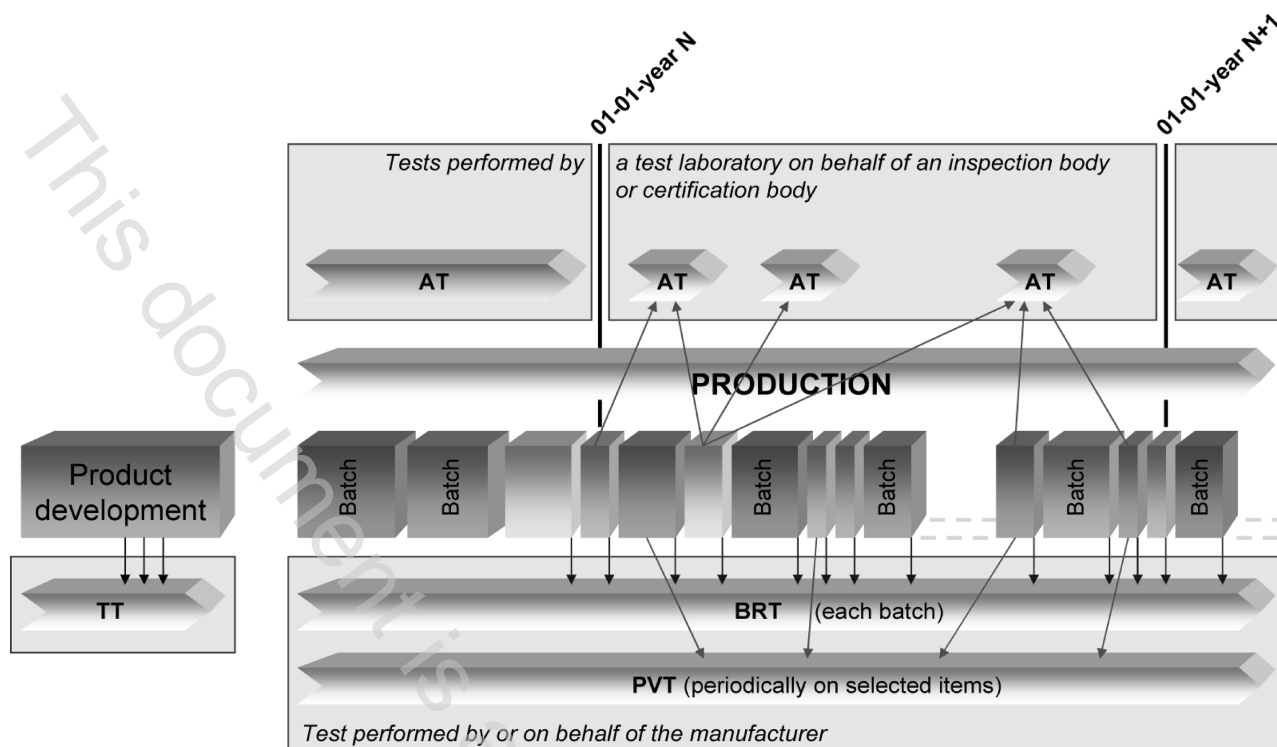 01-01-year N
01-01-year N+1
Tests performed by
a test laboratory on behalf of an inspection body
or certification body
AT
AT
AT
AT
AT
PRODUCTION
Product
development
Batch
Batch
Batch
Batch
Batch
Batch
TT
BRT (each batch)
PVT (periodically on selected items)
Test performed by or on behalf of the manufacturer
This document is